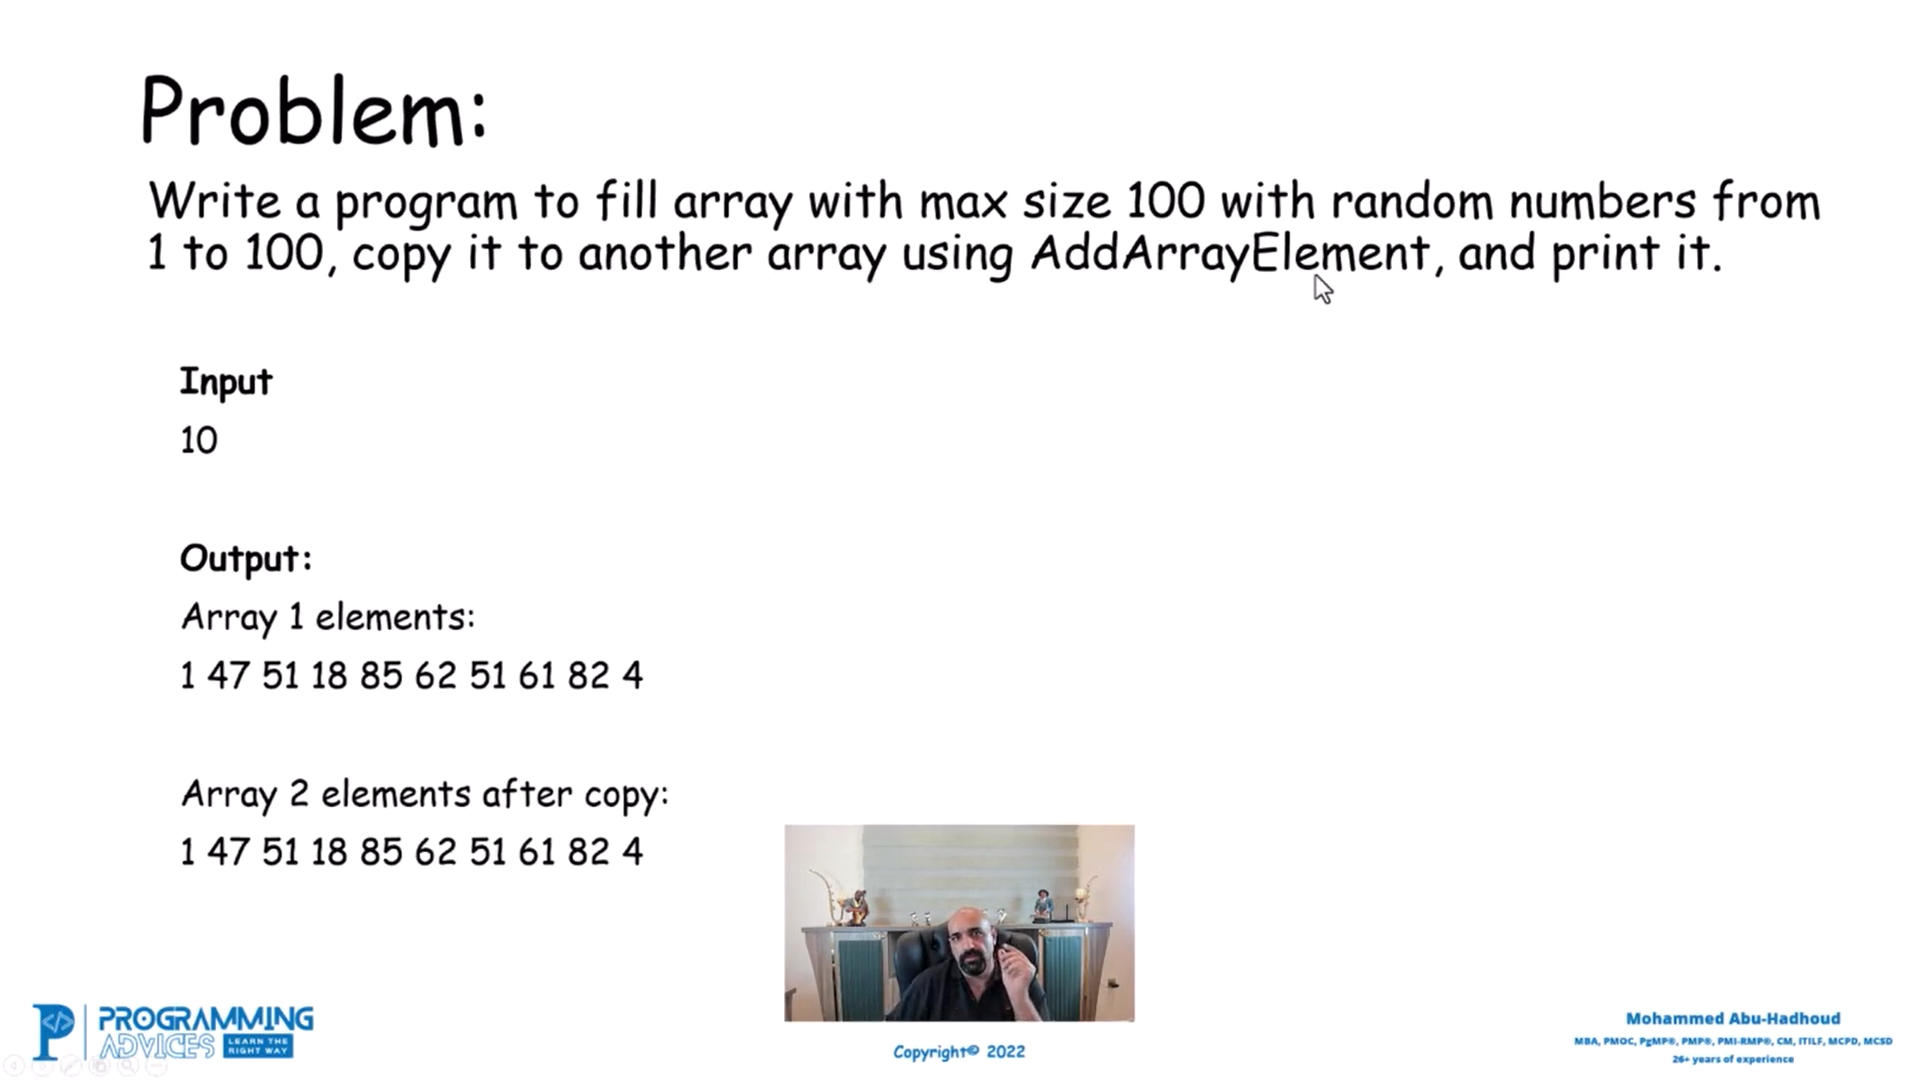 Problem:
Write a program to fill array with max size 100 with random numbers from
1 to 100, copy it to another array using AddArrayElement, and print it.
Input
10
Output:
Array 1 elements:
1 47 51 18 85 62 51 61 82 4
Array 2 elements after copy:
1 47 51 18 85 62 51 61 82 4
P </>
PROGRAMMING
ADVICES
LEARN THE
RIGHT WAY
Copyright© 2022
Mohammed Abu-Hadhoud
MBA, PMOC, PgMP®, PMP®, PMI-RMP®, CM, ITILF, MCPD, MCSD
26+ years of experience